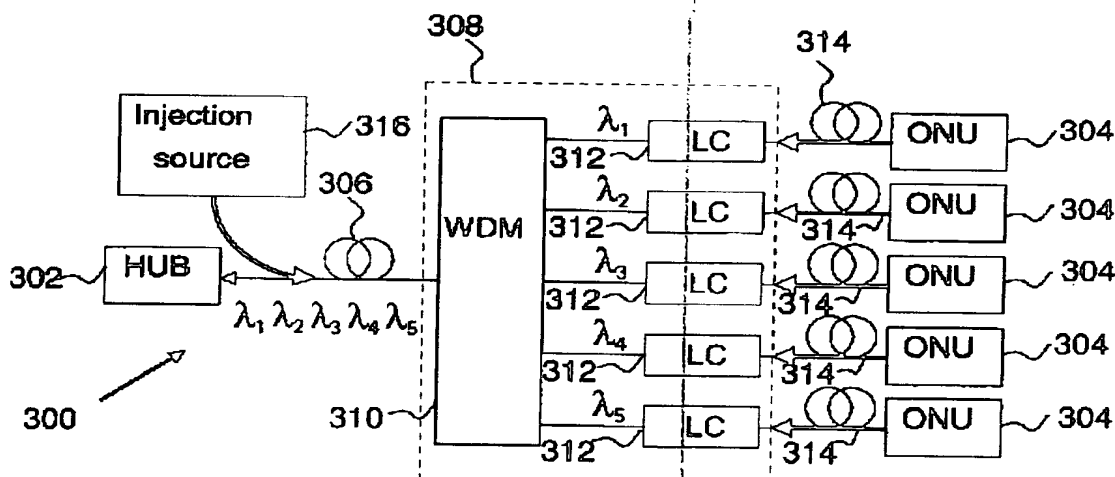 308
314
Injection
source
316
306
λ1
312
LC
ONU
304
λ2
312
LC
314
ONU
304
WDM
302
HUB
λ3
312
LC
314
ONU
304
λ1 λ2 λ3 λ4 λ5
λ4
312
LC
314
ONU
304
300
310
λ5
312
LC
314
ONU
304